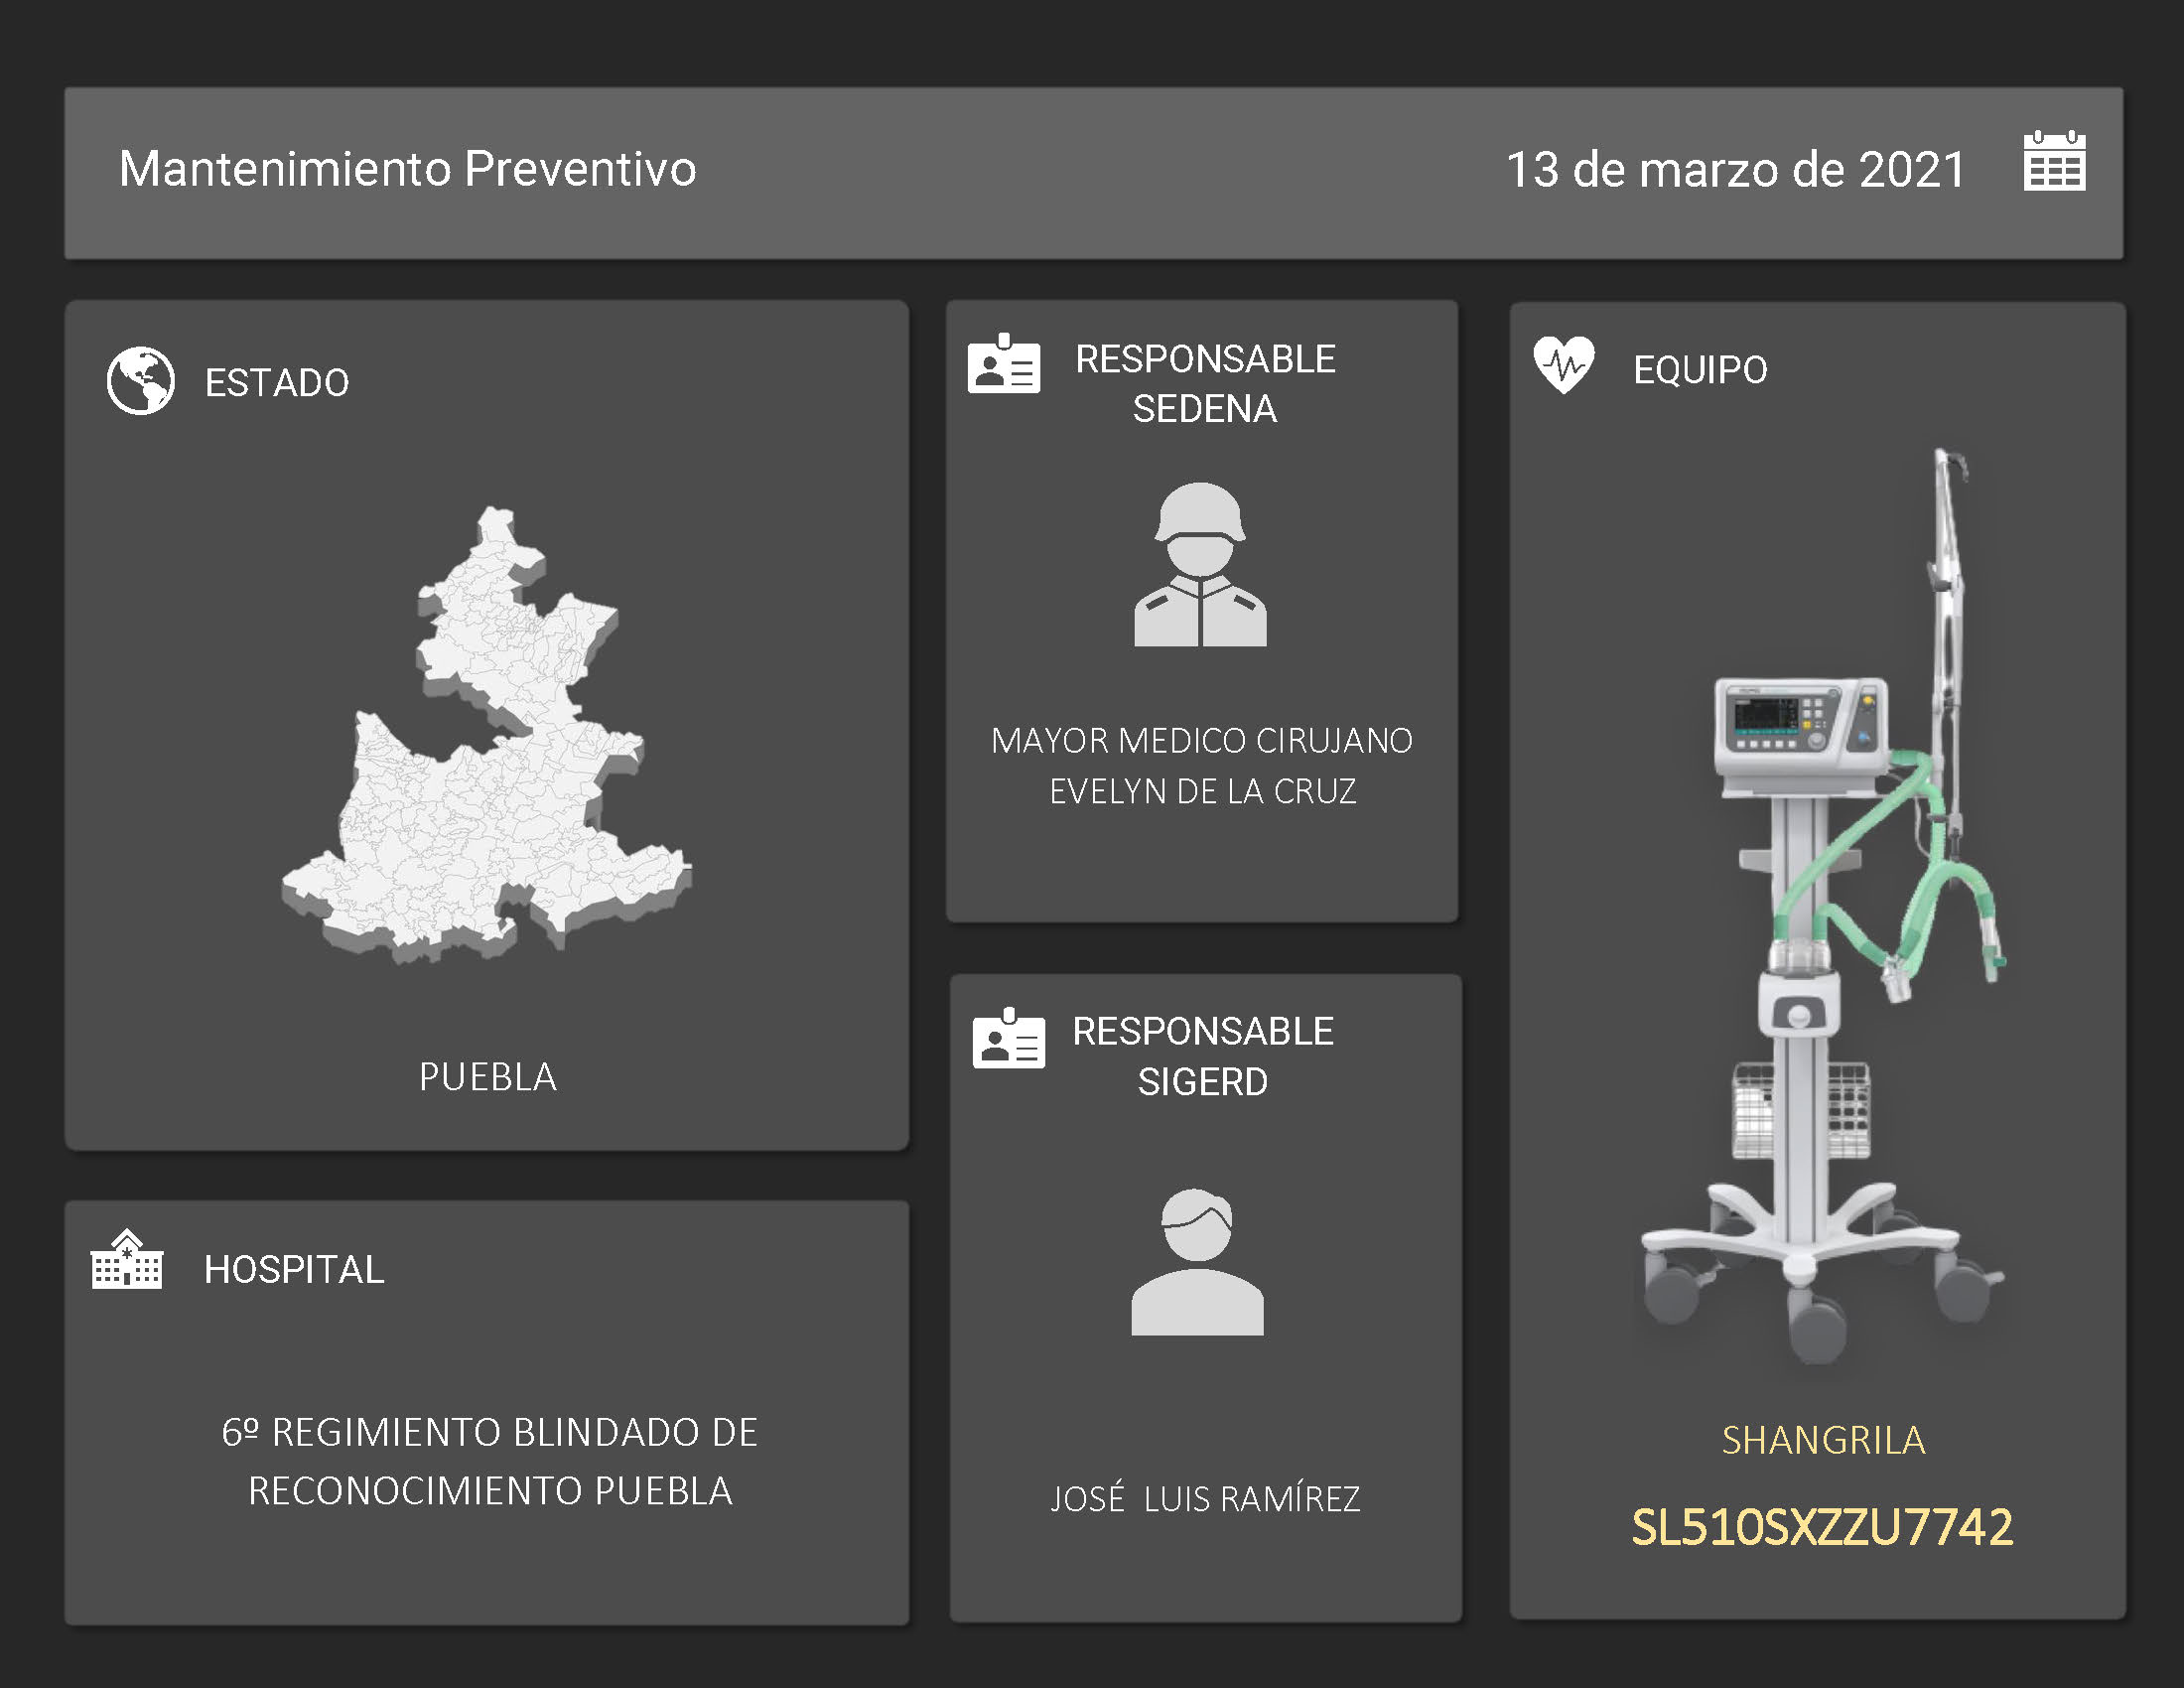 Mantenimiento Preventivo
13 de marzo de 2021
ESTADO
PUEBLA
HOSPITAL
6º REGIMIENTO BLINDADO DE
RECONOCIMIENTO PUEBLA
RESPONSABLE
SEDENA
MAYOR MEDICO CIRUJANO
EVELYN DE LA CRUZ
RESPONSABLE
SIGERD
JOSÉ  LUIS RAMÍREZ
EQUIPO
SHANGRILA
SL510SXZZU7742